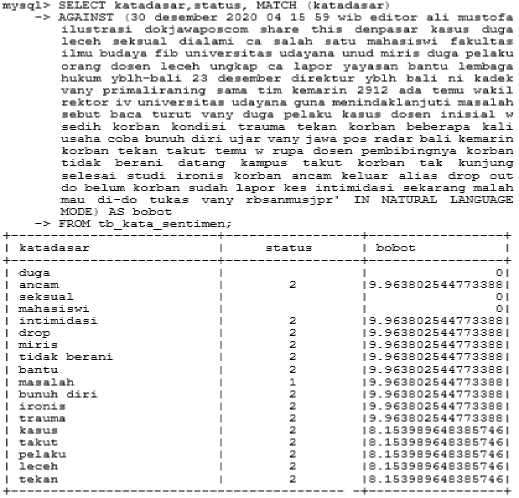 mysql> SELECT katadasar,status, MATCH (katadasar)
-> AGAINST (30 desember 2020 04 15 59 wib editor ali mustofa
ilustrasi dokjawaposcom share this denpasar kasus duga
leceh seksual dialami ca salah satu mahasiswi fakultas
ilmu budaya fib universitas udayana unud miris duga pelaku
orang dosen leceh ungkap ca lapor yayasan bantu lembaga
hukum yblh-bali 23 desember direktur yblh bali ni kadek
vany primaliraning sama tim kemarin 2912 ada temu wakil
rektor iv universitas udayana guna menindaklanjuti masalah
sebut baca turut vany duga pelaku kasus dosen inisial w
sedih korban kondisi trauma tekan korban beberapa kali
usaha coba bunuh diri ujar vany jawa pos radar bali kemarin
korban tekan takut temu w rupa dosen pembibingnya korban
tidak berani datang kampus takut korban tak kunjung
selesai studi ironis korban ancam keluar alias drop out
do belum korban sudah lapor kes intimidasi sekarang malah
mau di-do tukas vany rbsanmusjpr' IN NATURAL LANGUAGE
MODE) AS bobot
-> FROM tb_kata_sentimen;
| katadasar | status | bobot |
| duga | | 0|
| ancam | 2 |9.963802544773388|
| seksual | | 0|
| mahasiswi | | 0|
| intimidasi | 2 |9.963802544773388|
| drop | 2 |9.963802544773388|
| miris | 2 |9.963802544773388|
| tidak berani | 2 |9.963802544773388|
| bantu | 2 |9.963802544773388|
| masalah | 1 |9.963802544773388|
| bunuh diri | 2 |9.963802544773388|
| ironis | 2 |9.963802544773388|
| trauma | 2 |9.963802544773388|
| kasus | 2 |8.153989648385746|
| takut | 2 |8.153989648385746|
| pelaku | 2 |8.153989648385746|
| leceh | 2 |8.153989648385746|
| tekan | 2 |8.153989648385746|